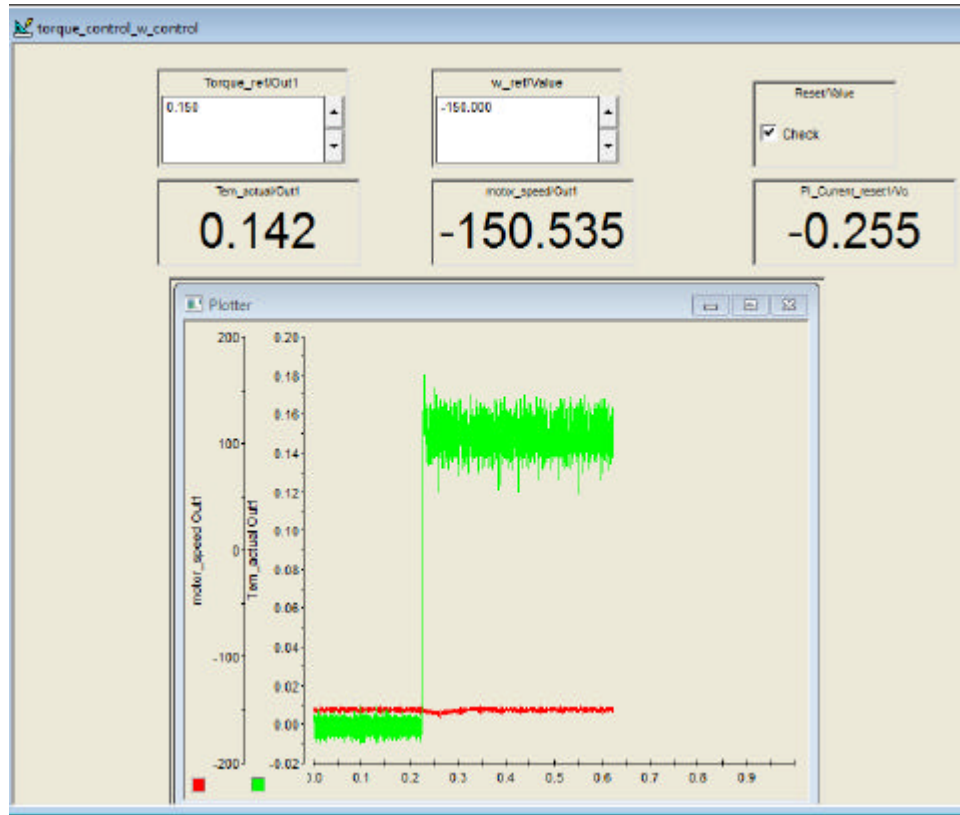 torque_control_w_control
Torque_ref/Out1
0.150
w_ref/Value
-150.000
Reset/Value
Check
Tem_actual/Out1
0.142
motor_speed/Out1
-150.535
PI_Current_reset1/Vo
-0.255
Plotter
motor_speed Out1
200
100
0
-100
-200
Tem_actual Out1
0.20
0.18
0.16
0.14
0.12
0.10
0.08
0.06
0.04
0.02
0.00
-0.02
0.0 0.1 0.2 0.3 0.4 0.5 0.6 0.7 0.8 0.9